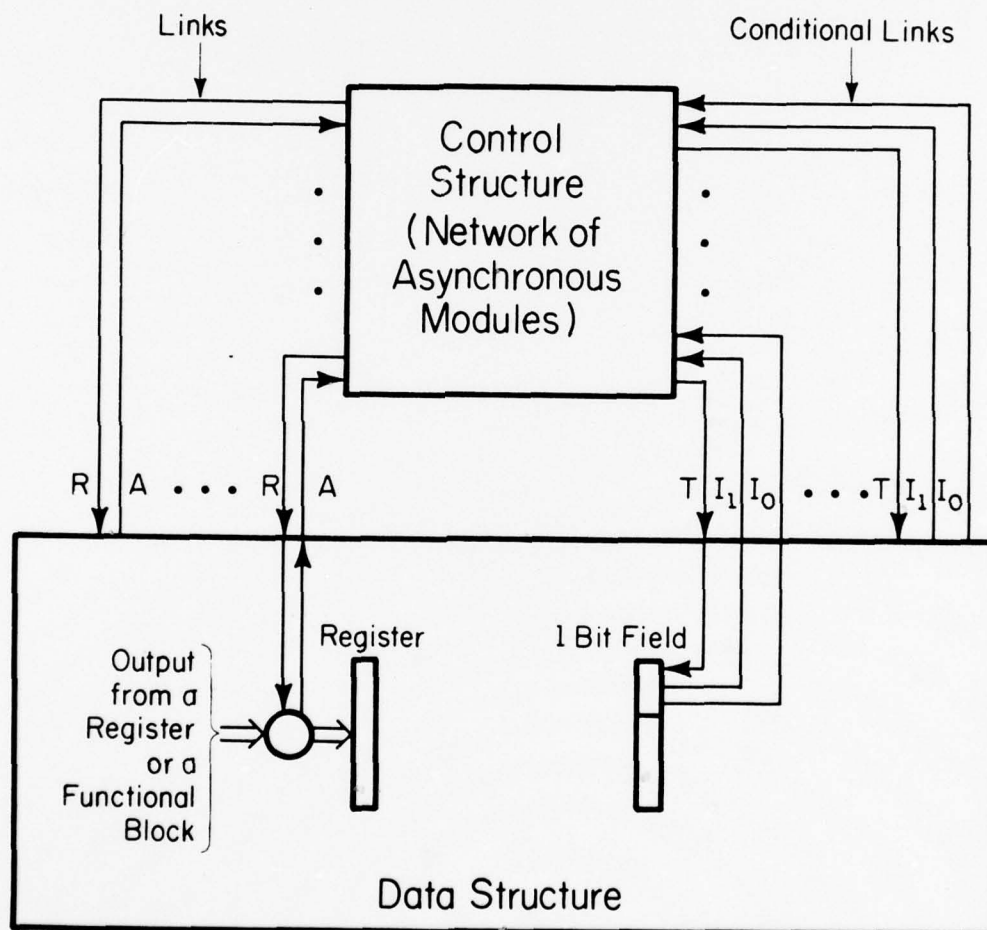 Links
Conditional Links
Control
Structure
(Network of
Asynchronous
Modules)
R A . . . R A
T I₁ I₀ . . . T I₁ I₀
Register
1 Bit Field
Output
from a
Register
or a
Functional
Block
Data Structure